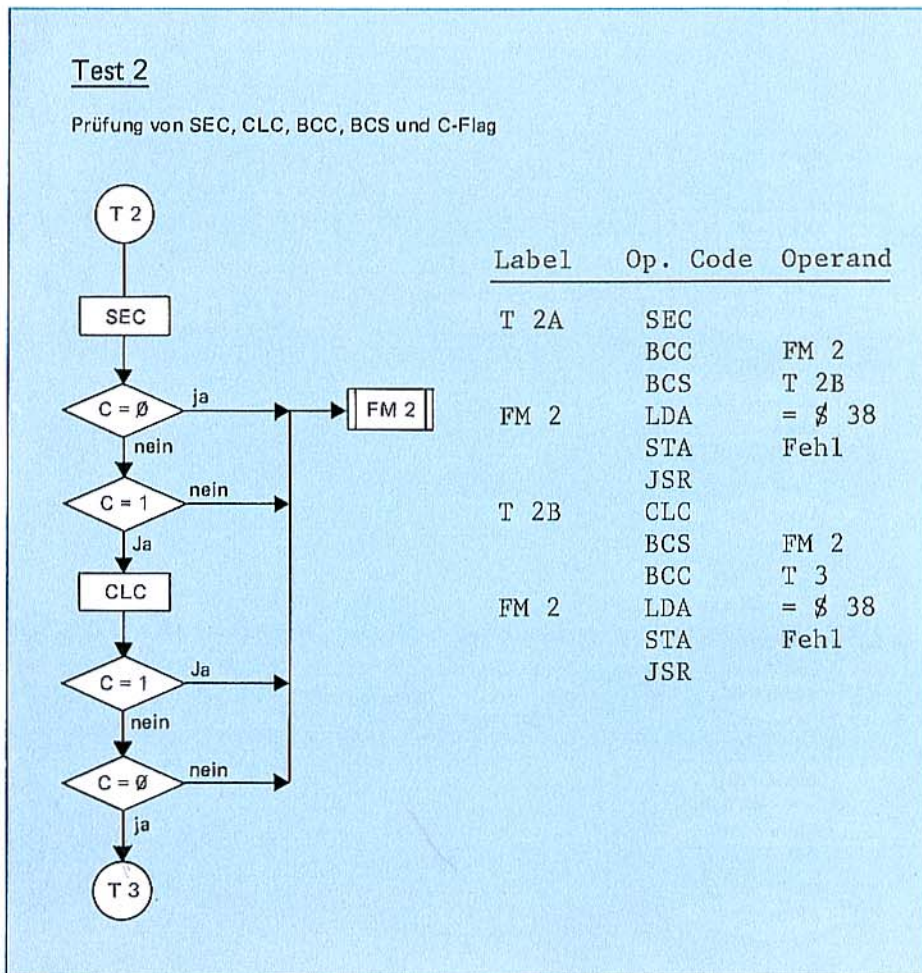 Test 2
Prüfung von SEC, CLC, BCC, BCS und C-Flag
T 2
SEC
C = Ø
ja
nein
FM 2
C = 1
nein
Ja
CLC
C = 1
Ja
nein
C = Ø
nein
ja
T 3
Label Op. Code Operand
T 2A SEC
BCC FM 2
BCS T 2B
FM 2 LDA = $ 38
STA Fehl
JSR
T 2B CLC
BCS FM 2
BCC T 3
FM 2 LDA = $ 38
STA Fehl
JSR